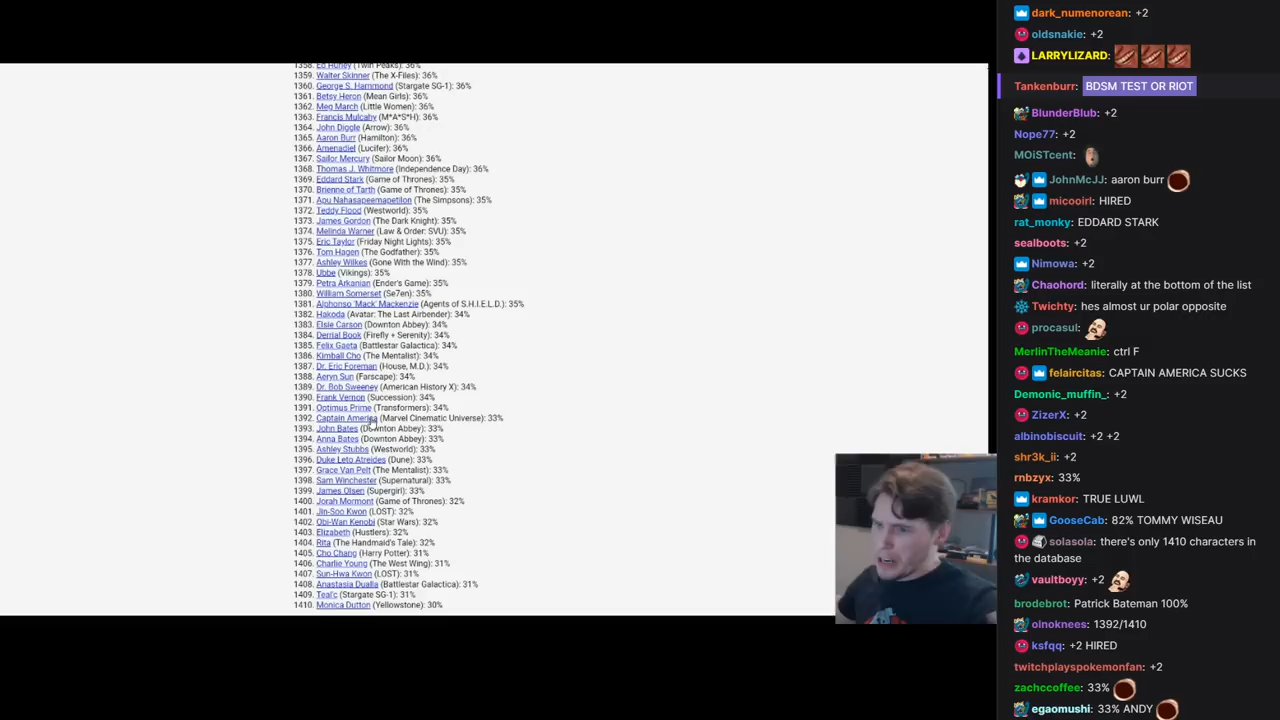 1358. Ed Hurley (Twin Peaks): 36%
1359. Walter Skinner (The X-Files): 36%
1360. George S. Hammond (Stargate SG-1): 36%
1361. Betsy Heron (Mean Girls): 36%
1362. Meg March (Little Women): 36%
1363. Francis Mulcahy (M*A*S*H): 36%
1364. John Diggle (Arrow): 36%
1365. Aaron Burr (Hamilton): 36%
1366. Amenadiel (Lucifer): 36%
1367. Sailor Mercury (Sailor Moon): 36%
1368. Thomas J. Whitmore (Independence Day): 36%
1369. Eddard Stark (Game of Thrones): 35%
1370. Brienne of Tarth (Game of Thrones): 35%
1371. Apu Nahasapeemapetilon (The Simpsons): 35%
1372. Teddy Flood (Westworld): 35%
1373. James Gordon (The Dark Knight): 35%
1374. Melinda Warner (Law & Order: SVU): 35%
1375. Eric Taylor (Friday Night Lights): 35%
1376. Tom Hagen (The Godfather): 35%
1377. Ashley Wilkes (Gone With the Wind): 35%
1378. Ubbe (Vikings): 35%
1379. Petra Arkanian (Ender's Game): 35%
1380. William Somerset (Se7en): 35%
1381. Alphonso 'Mack' Mackenzie (Agents of S.H.I.E.L.D.): 35%
1382. Hakoda (Avatar: The Last Airbender): 34%
1383. Elsie Carson (Downton Abbey): 34%
1384. Derrial Book (Firefly + Serenity): 34%
1385. Felix Gaeta (Battlestar Galactica): 34%
1386. Kimball Cho (The Mentalist): 34%
1387. Dr. Eric Foreman (House, M.D.): 34%
1388. Aeryn Sun (Farscape): 34%
1389. Dr. Bob Sweeney (American History X): 34%
1390. Frank Vernon (Succession): 34%
1391. Optimus Prime (Transformers): 34%
1392. Captain America (Marvel Cinematic Universe): 33%
1393. John Bates (Downton Abbey): 33%
1394. Anna Bates (Downton Abbey): 33%
1395. Ashley Stubbs (Westworld): 33%
1396. Duke Leto Atreides (Dune): 33%
1397. Grace Van Pelt (The Mentalist): 33%
1398. Sam Winchester (Supernatural): 33%
1399. James Olsen (Supergirl): 33%
1400. Jorah Mormont (Game of Thrones): 32%
1401. Jin-Soo Kwon (LOST): 32%
1402. Obi-Wan Kenobi (Star Wars): 32%
1403. Elizabeth (Hustlers): 32%
1404. Rita (The Handmaid's Tale): 32%
1405. Cho Chang (Harry Potter): 31%
1406. Charlie Young (The West Wing): 31%
1407. Sun-Hwa Kwon (LOST): 31%
1408. Anastasia Dualla (Battlestar Galactica): 31%
1409. Teal'c (Stargate SG-1): 31%
1410. Monica Dutton (Yellowstone): 30%
dark_numenorean: +2
oldsnakie: +2
LARRYLIZARD:
Tankenburr: BDSM TEST OR RIOT
BlunderBlub: +2
Nope77: +2
MOiSTcent:
JohnMcJJ: aaron burr
micooirl: HIRED
rat_monky: EDDARD STARK
sealboots: +2
Nimowa: +2
Chaohord: literally at the bottom of the list
Twichty: hes almost ur polar opposite
procasul:
MerlinTheMeanie: ctrl F
felaircitas: CAPTAIN AMERICA SUCKS
Demonic_muffin_: +2
ZizerX: +2
albinobiscuit: +2 +2
shr3k_ii: +2
rnbzyx: 33%
kramkor: TRUE LUWL
GooseCab: 82% TOMMY WISEAU
solasola: there's only 1410 characters in
the database
vaultboyy: +2
brodebrot: Patrick Bateman 100%
olnoknees: 1392/1410
ksfqq: +2 HIRED
twitchplayspokemonfan: +2
zachccoffee: 33%
egaomushi: 33% ANDY